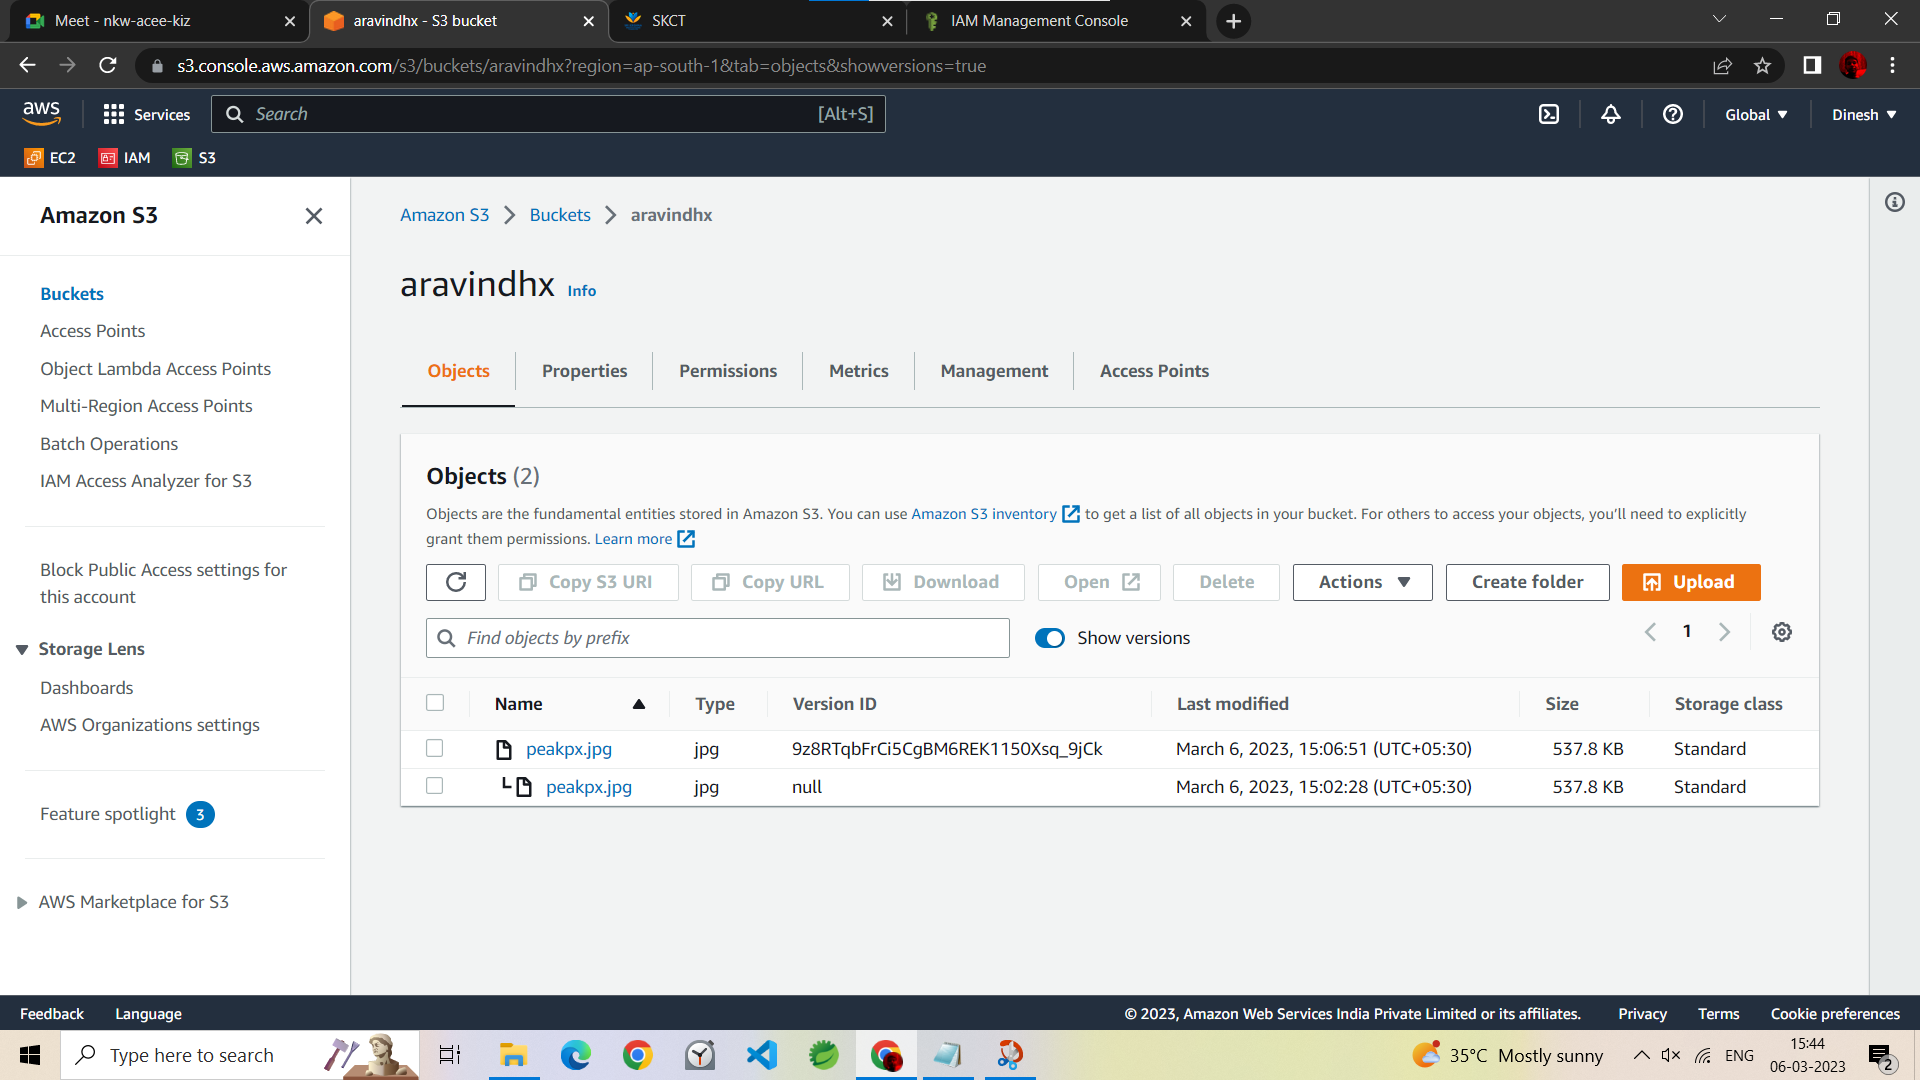 Meet - nkw-acee-kiz
aravindhx - S3 bucket
SKCT
IAM Management Console
s3.console.aws.amazon.com/s3/buckets/aravindhx?region=ap-south-1&tab=objects&showversions=true
aws Services Search [Alt+S] Global Dinesh
EC2 IAM S3
Amazon S3
Buckets
Access Points
Object Lambda Access Points
Multi-Region Access Points
Batch Operations
IAM Access Analyzer for S3
Block Public Access settings for
this account
Storage Lens
Dashboards
AWS Organizations settings
Feature spotlight 3
AWS Marketplace for S3
Amazon S3 Buckets aravindhx
aravindhx Info
Objects Properties Permissions Metrics Management Access Points
Objects (2)
Objects are the fundamental entities stored in Amazon S3. You can use Amazon S3 inventory to get a list of all objects in your bucket. For others to access your objects, you'll need to explicitly
grant them permissions. Learn more
Copy S3 URI Copy URL Download Open Delete Actions Create folder Upload
Find objects by prefix Show versions 1
Name Type Version ID Last modified Size Storage class
peakpx.jpg jpg 9z8RTqbFrCi5CgBM6REK1150Xsq_9jCk March 6, 2023, 15:06:51 (UTC+05:30) 537.8 KB Standard
peakpx.jpg jpg null March 6, 2023, 15:02:28 (UTC+05:30) 537.8 KB Standard
Feedback Language © 2023, Amazon Web Services India Private Limited or its affiliates. Privacy Terms Cookie preferences
Type here to search 35°C Mostly sunny ENG 15:44
06-03-2023 2